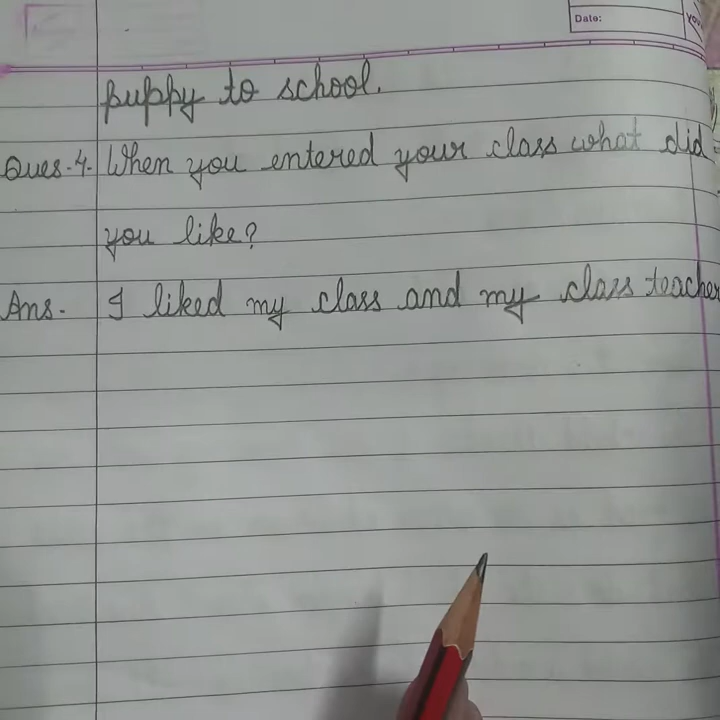 Date:
puppy to school.
Ques.4. When you entered your class what did
you like?
Ans. I liked my class and my class teacher